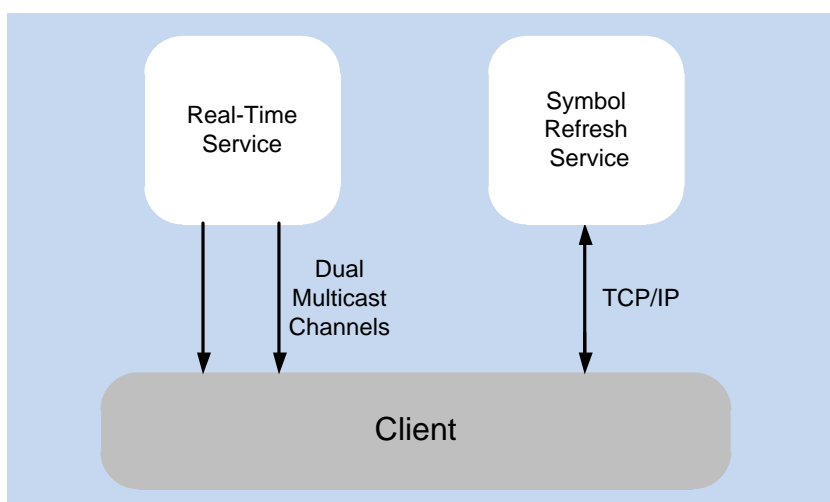 Real-Time
Service
Symbol
Refresh
Service
Dual
Multicast
Channels
TCP/IP
Client